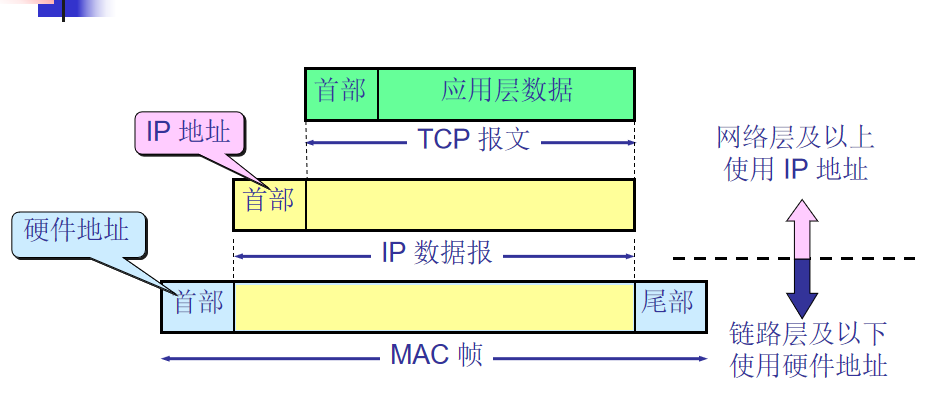 首部
应用层数据
TCP 报文
IP 地址
首部
IP 数据报
硬件地址
首部
尾部
MAC 帧
网络层及以上
使用 IP 地址
链路层及以下
使用硬件地址